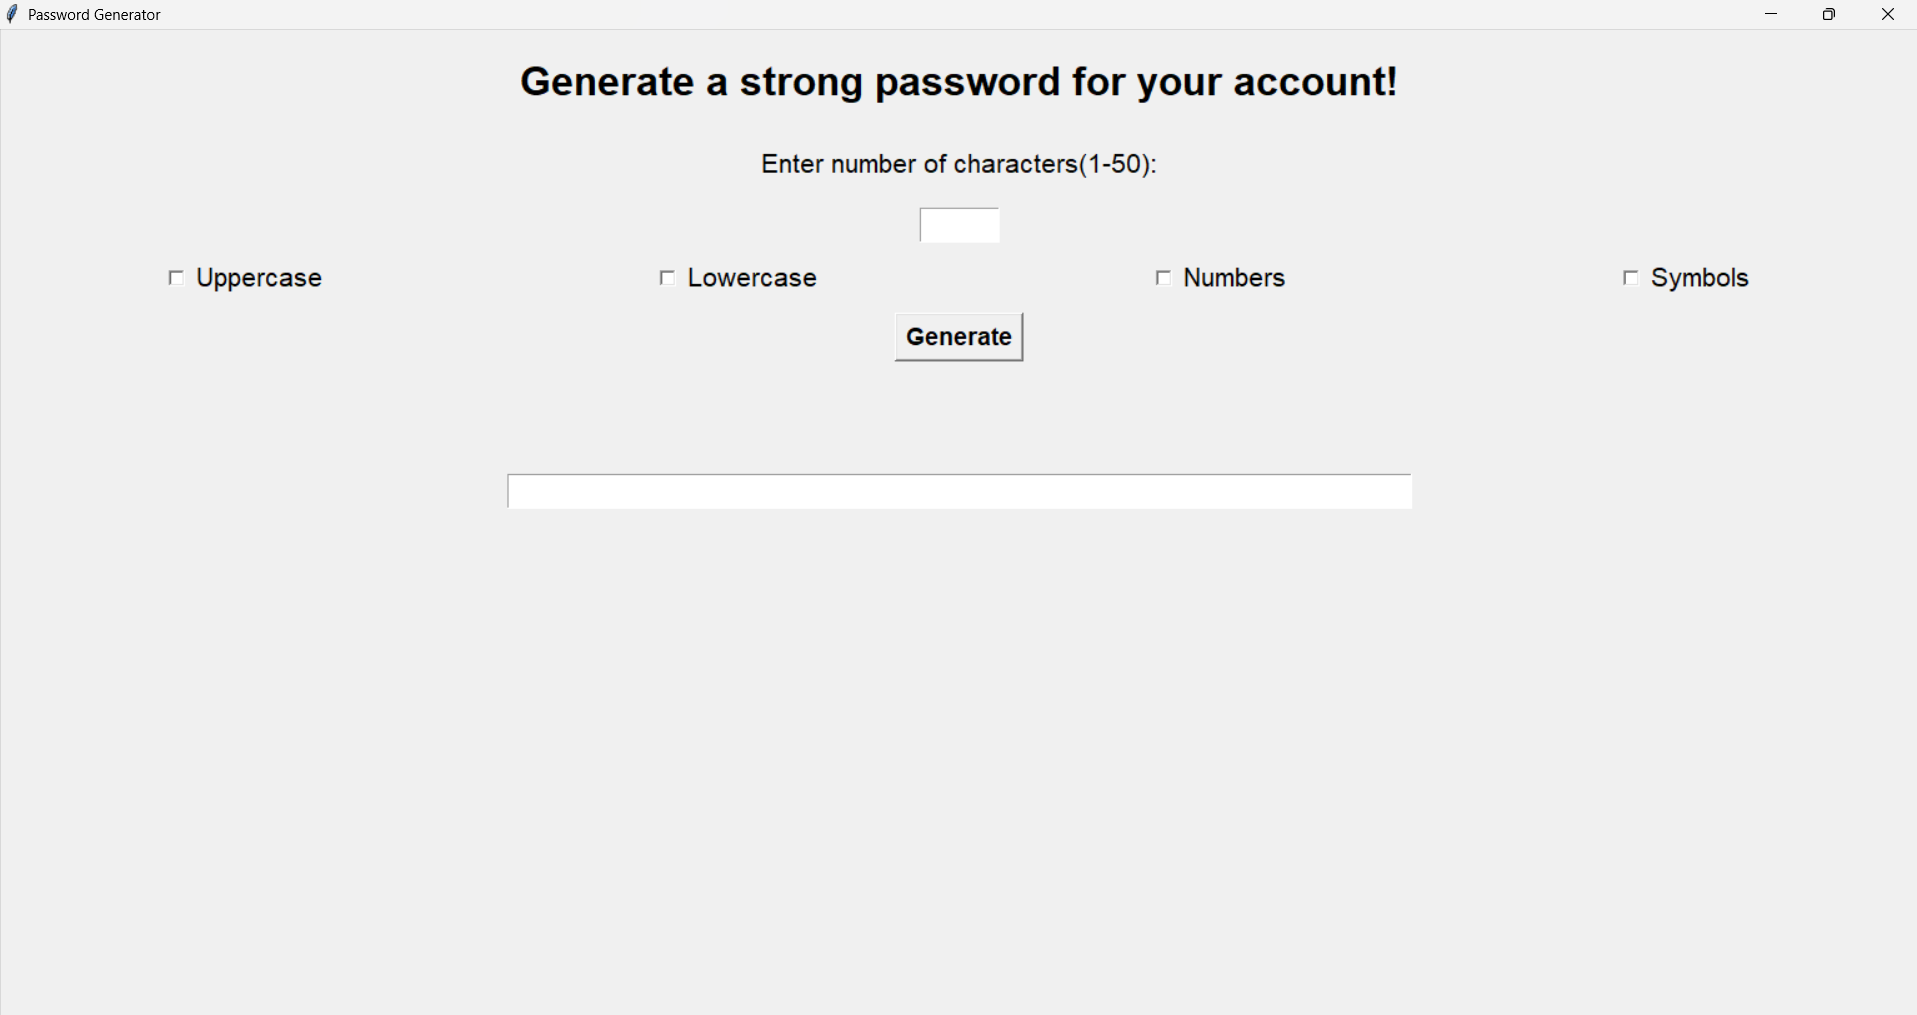 Password Generator
Generate a strong password for your account!
Enter number of characters(1-50):
Uppercase Lowercase Numbers Symbols
Generate